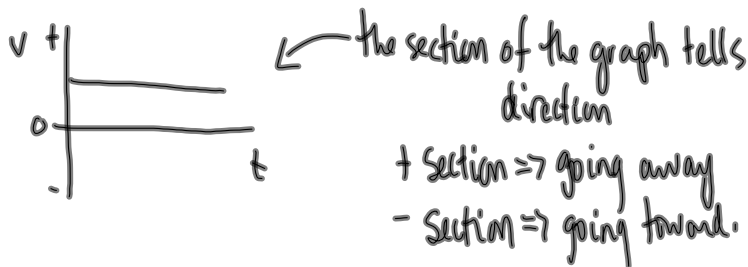 v +
0
-
t
the section of the graph tells
direction
+ section => going away
- section => going toward.